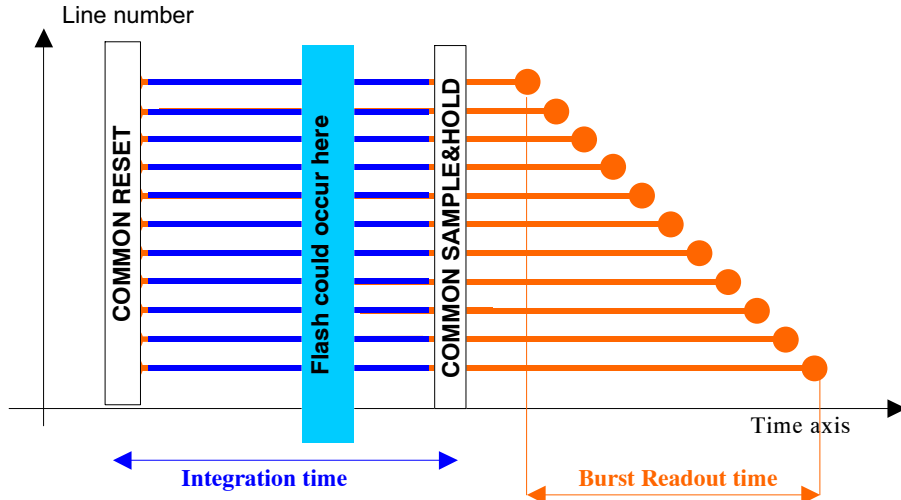 Line number
COMMON RESET
Flash could occur here
COMMON SAMPLE&HOLD
Time axis
Integration time
Burst Readout time